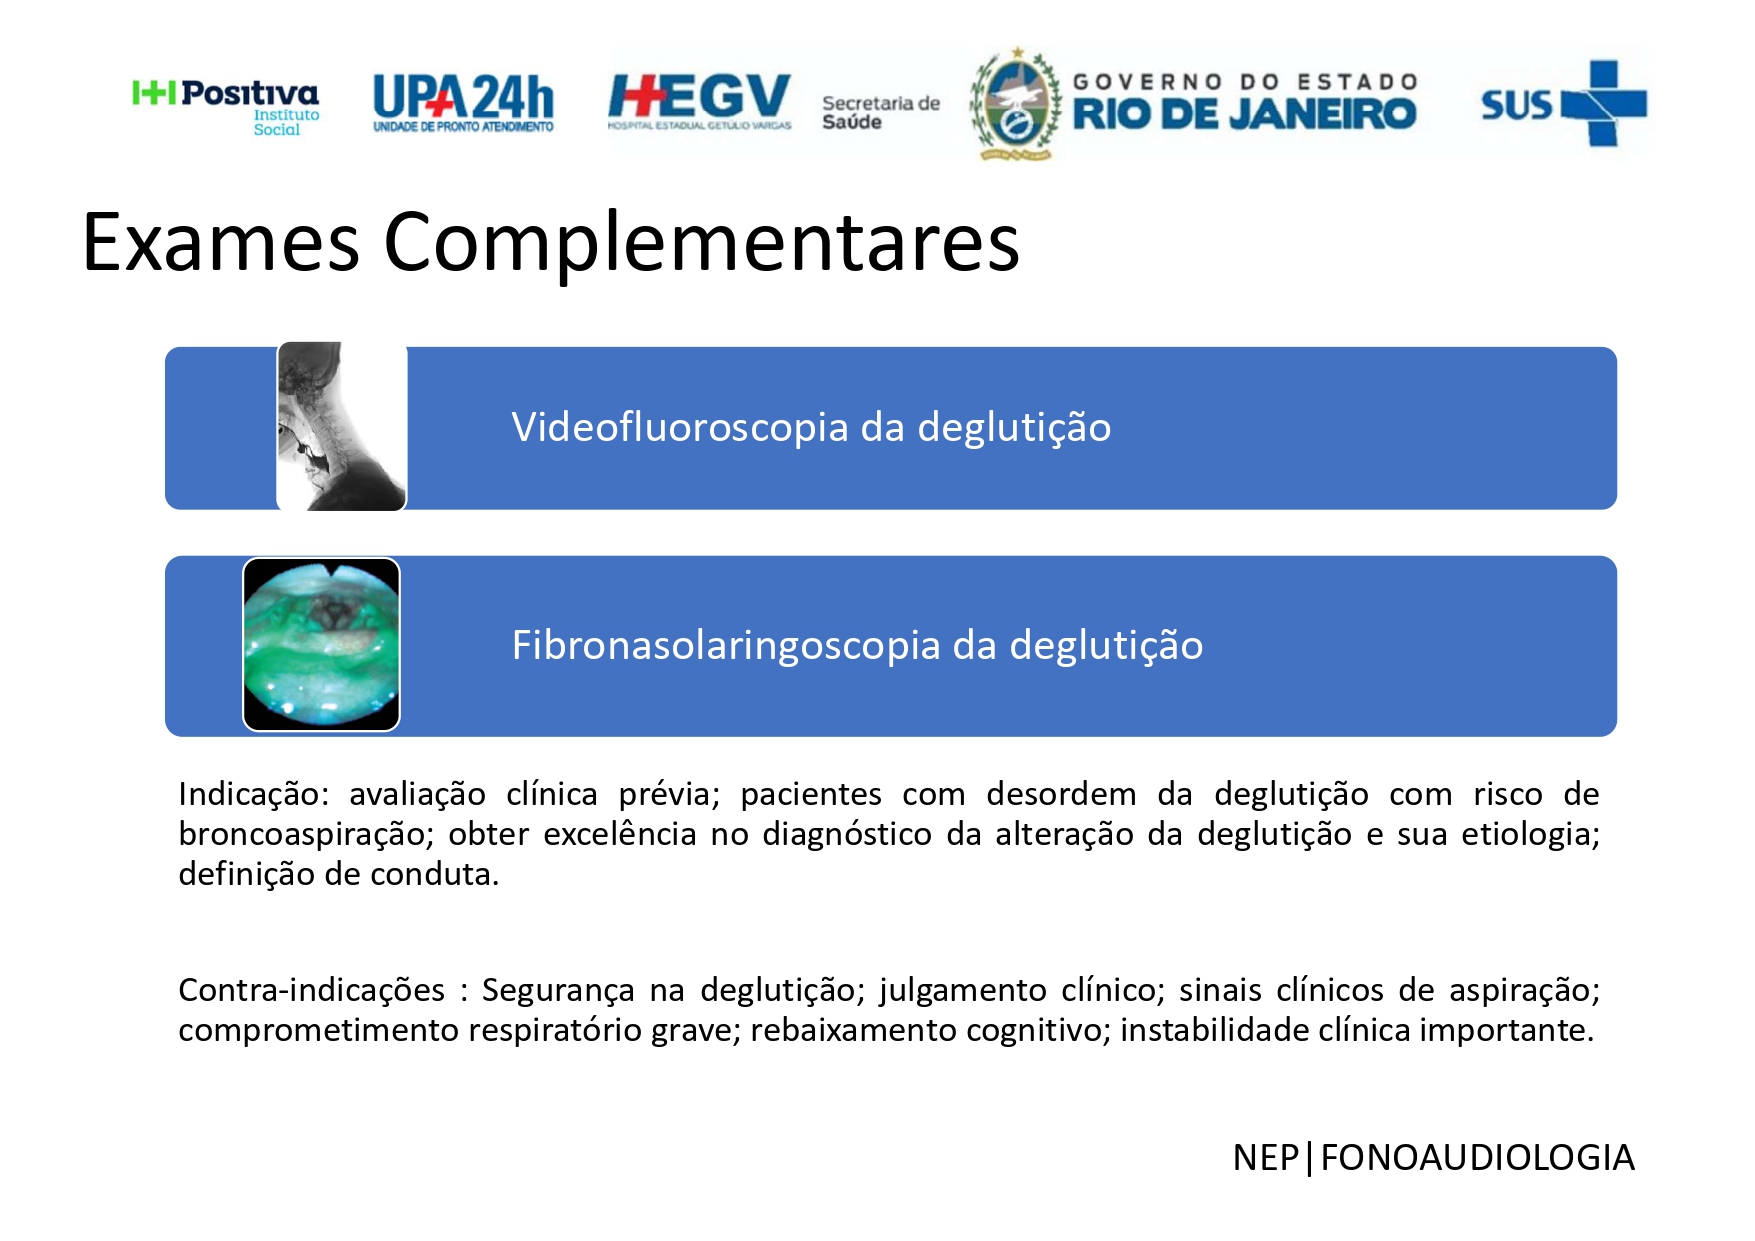 Positiva
Instituto
Social
UPA 24h
UNIDADE DE PRONTO ATENDIMENTO
HEGV
HOSPITAL ESTADUAL GETÚLIO VARGAS
Secretaria de
Saúde
GOVERNO DO ESTADO
RIO DE JANEIRO
SUS
Exames Complementares
Videofluoroscopia da deglutição
Fibronasolaringoscopia da deglutição
Indicação: avaliação clínica prévia; pacientes com desordem da deglutição com risco de
broncoaspiração; obter excelência no diagnóstico da alteração da deglutição e sua etiologia;
definição de conduta.
Contra-indicações : Segurança na deglutição; julgamento clínico; sinais clínicos de aspiração;
comprometimento respiratório grave; rebaixamento cognitivo; instabilidade clínica importante.
NEP|FONOAUDIOLOGIA